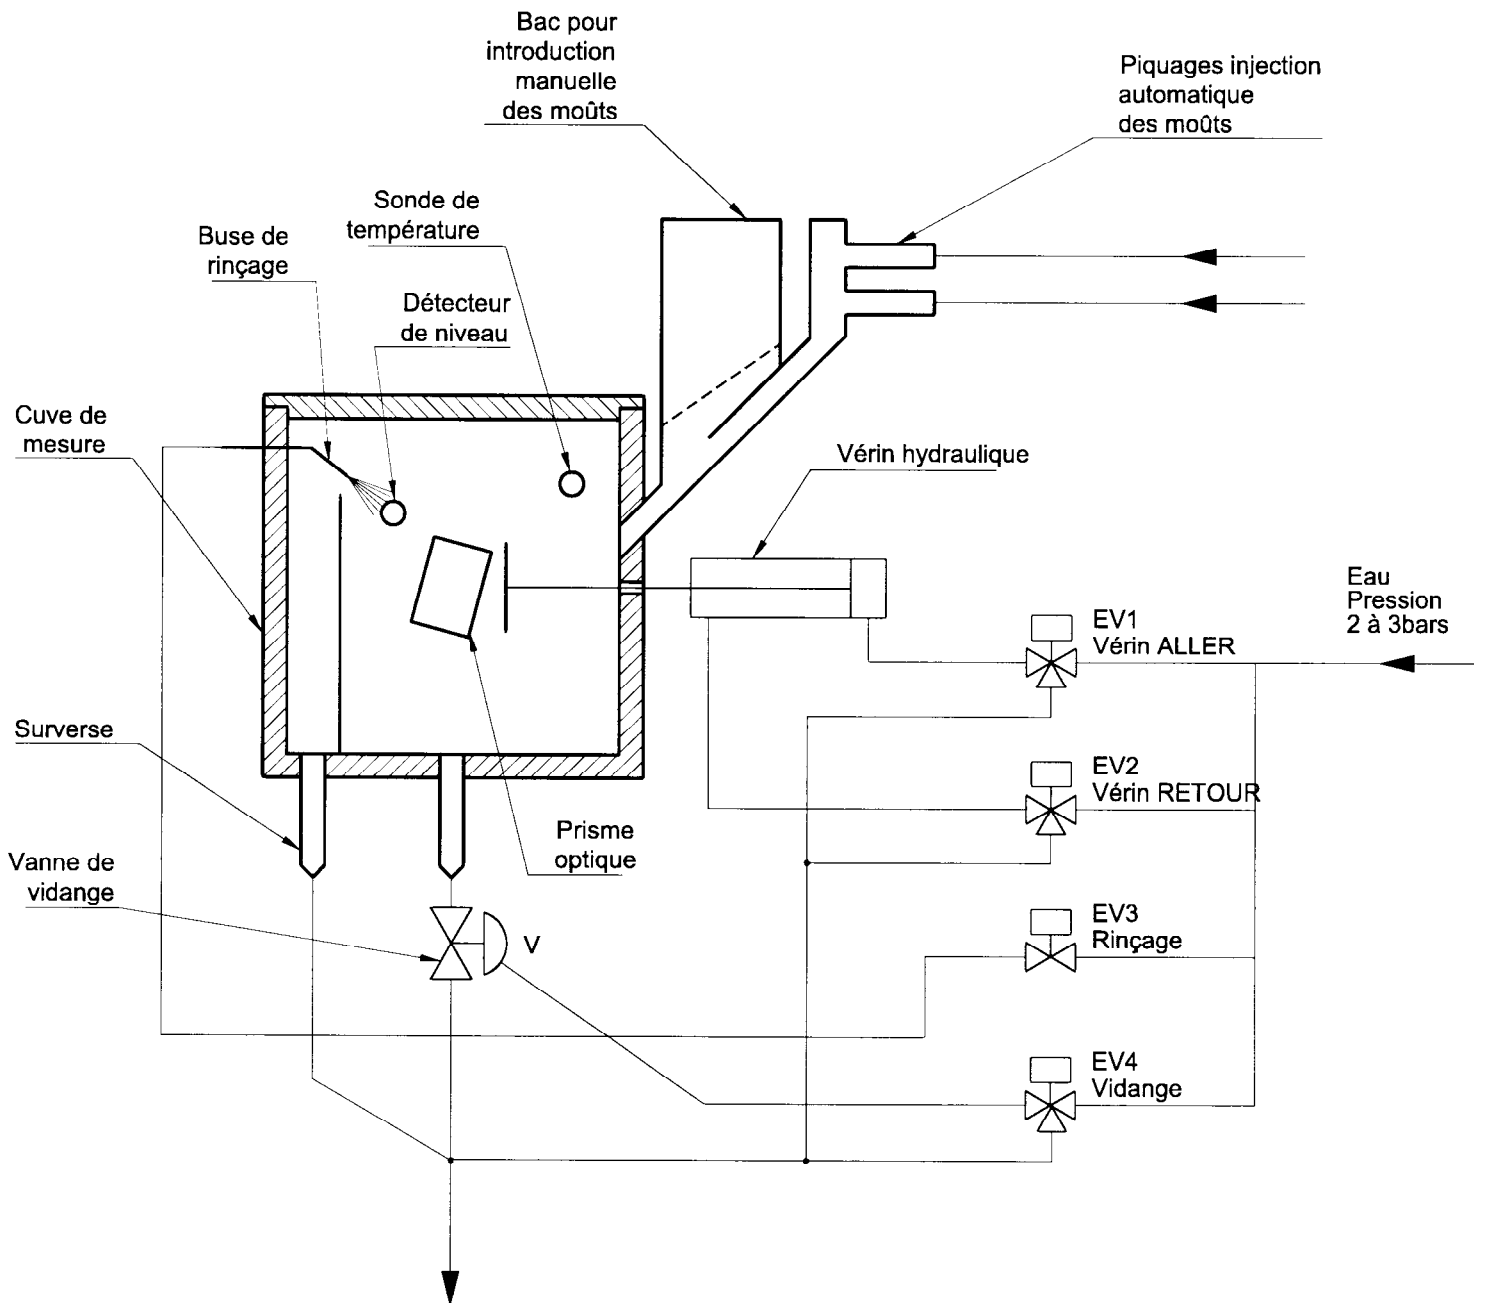 Bac pour
introduction
manuelle
des moûts
Piquages injection
automatique
des moûts
Sonde de
température
Buse de
rinçage
Détecteur
de niveau
Cuve de
mesure
Vérin hydraulique
Eau
Pression
2 à 3bars
EV1
Vérin ALLER
Surverse
EV2
Vérin RETOUR
Prisme
optique
Vanne de
vidange
V
EV3
Rinçage
EV4
Vidange